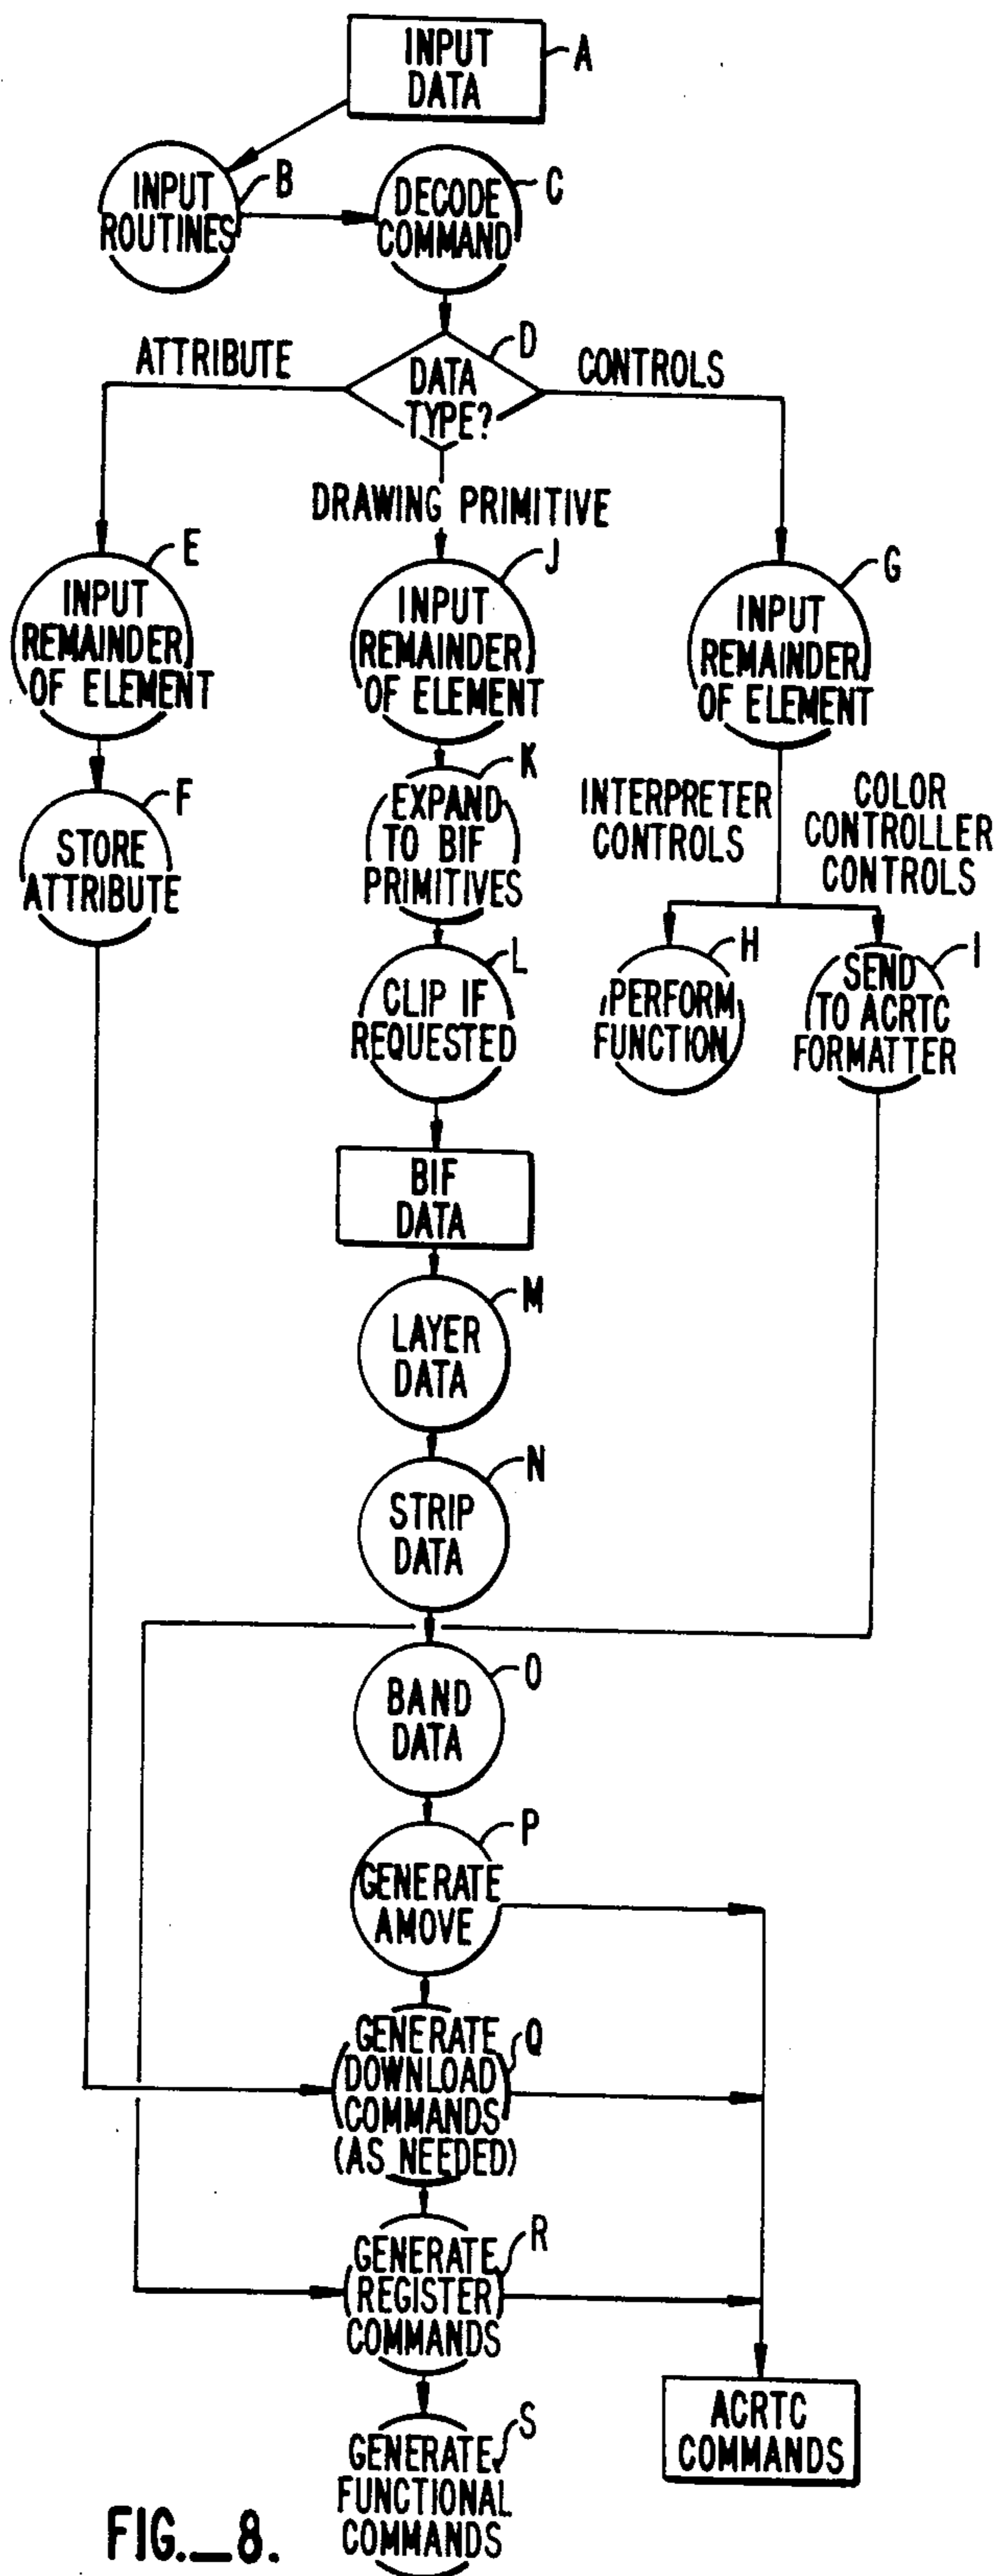 INPUT
DATA
A
INPUT
ROUTINES
B
DECODE
COMMAND
C
DATA
TYPE?
D
ATTRIBUTE
CONTROLS
DRAWING PRIMITIVE
INPUT
REMAINDER
OF ELEMENT
E
INPUT
REMAINDER
OF ELEMENT
J
INPUT
REMAINDER
OF ELEMENT
G
STORE
ATTRIBUTE
F
EXPAND
TO BIF
PRIMITIVES
K
INTERPRETER
CONTROLS
COLOR
CONTROLLER
CONTROLS
CLIP IF
REQUESTED
L
PERFORM
FUNCTION
H
SEND
TO ACRTC
FORMATTER
I
BIF
DATA
LAYER
DATA
M
STRIP
DATA
N
BAND
DATA
O
GENERATE
AMOVE
P
GENERATE
DOWNLOAD
COMMANDS
(AS NEEDED)
Q
GENERATE
REGISTER
COMMANDS
R
GENERATE
FUNCTIONAL
COMMANDS
S
ACRTC
COMMANDS
FIG.__8.